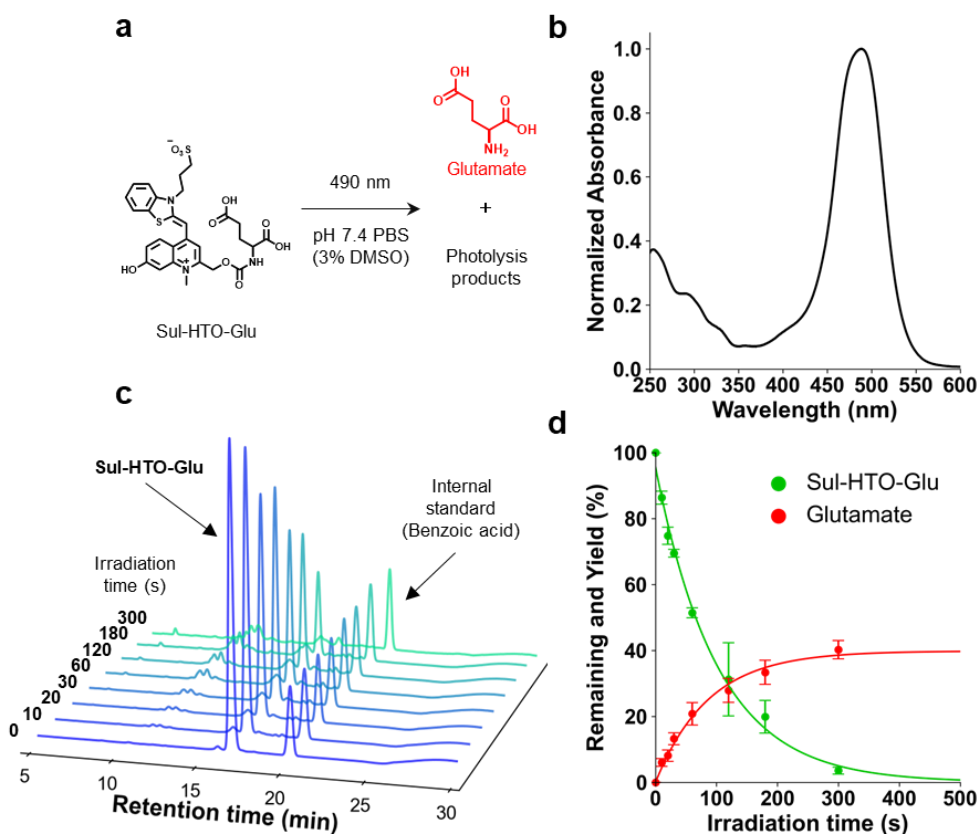 a
OH
O
O
OH
NH2
Glutamate
+
Photolysis
products
490 nm
pH 7.4 PBS
(3% DMSO)
−
O3S
N
S
HO
N+
OH
O
O
OH
O
O
NH
Sul-HTO-Glu
b
Normalized Absorbance
1.0
0.8
0.6
0.4
0.2
0.0
250 300 350 400 450 500 550 600
Wavelength (nm)
c
Sul-HTO-Glu
Internal
standard
(Benzoic acid)
Irradiation
time (s)
300
180
120
60
30
20
10
0
5 10 15 20 25 30
Retention time (min)
d
Remaining and Yield (%)
100
80
60
40
20
0
Sul-HTO-Glu
Glutamate
0 100 200 300 400 500
Irradiation time (s)